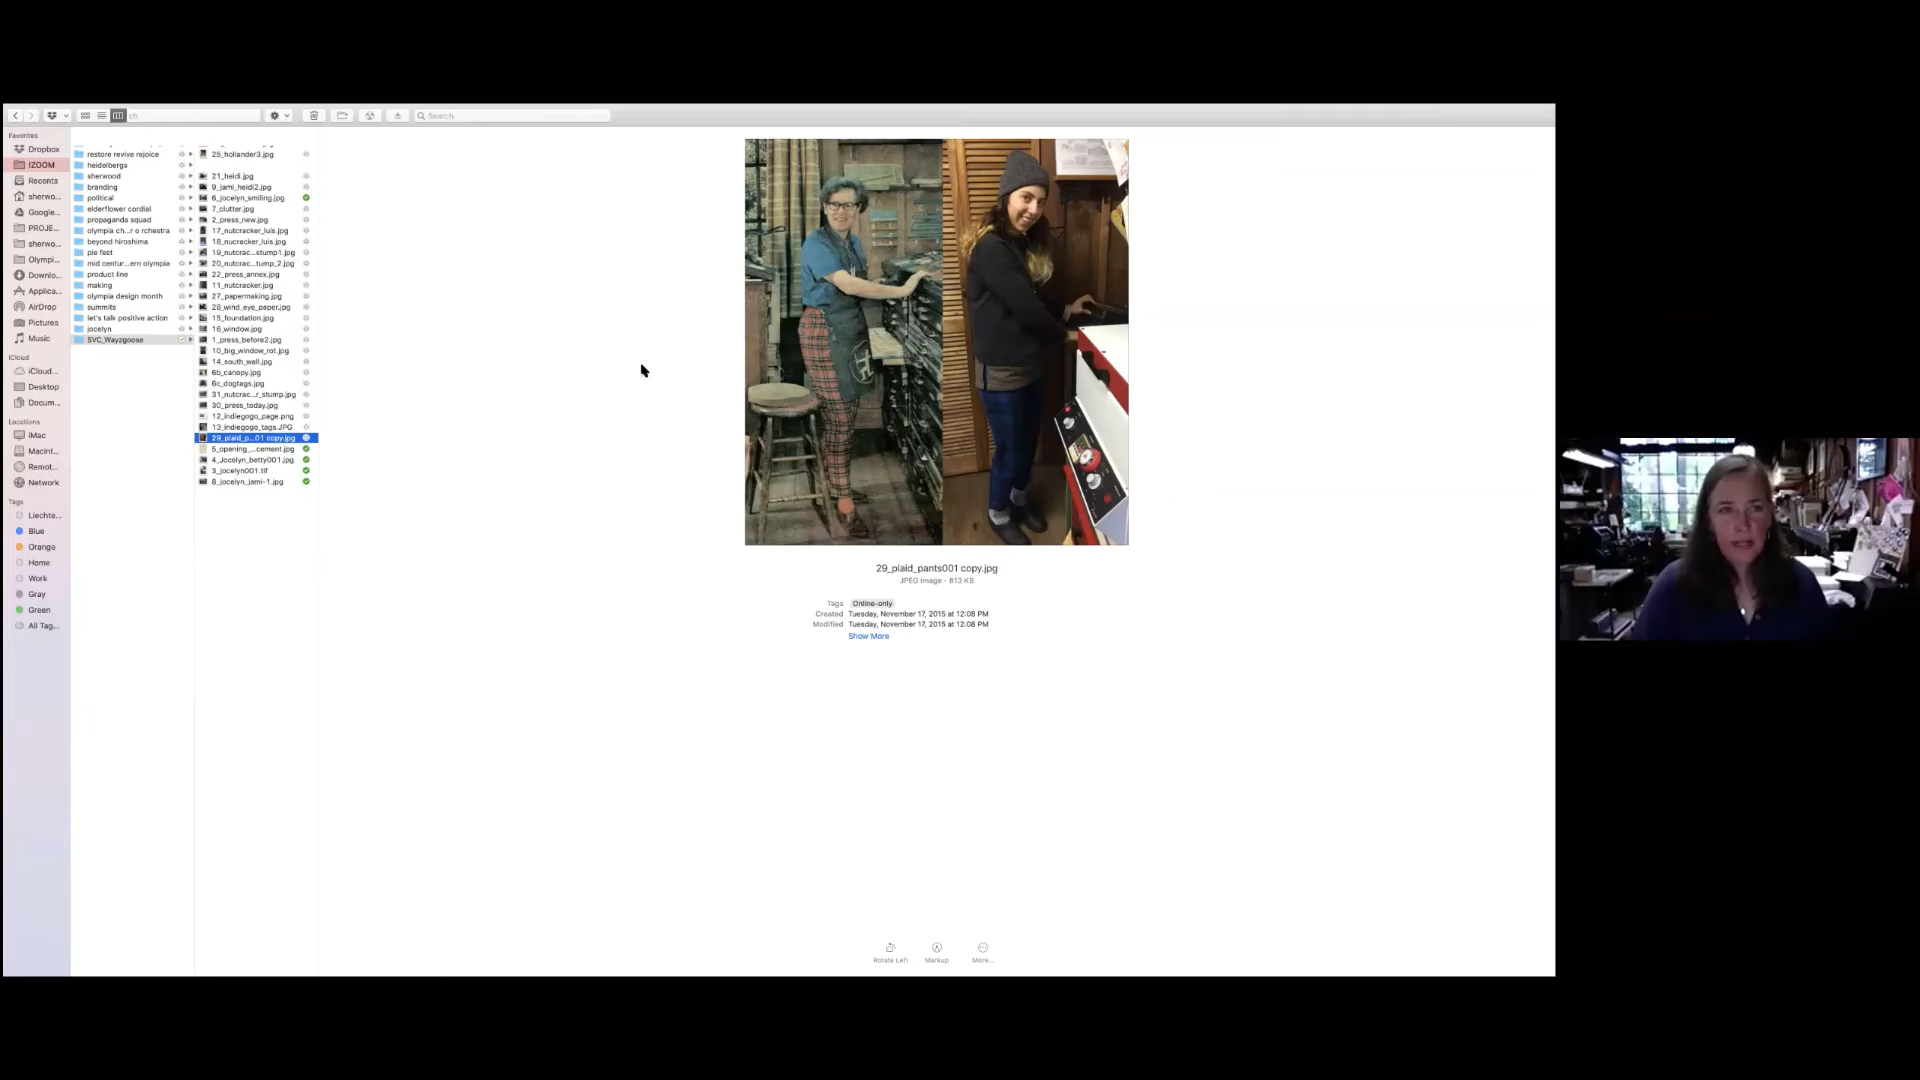 ch
Search
Favorites
Dropbox
!ZOOM
Recents
sherwo...
Google...
PROJE...
sherwo...
Olympi...
Downlo...
Applica...
AirDrop
Pictures
Music
iCloud
iCloud...
Desktop
Docum...
Locations
iMac
Macint...
Remot...
Network
Tags
Liechte...
Blue
Orange
Home
Work
Gray
Green
All Tag...
restore revive rejoice
heidelbergs
sherwood
branding
political
elderflower cordial
propaganda squad
olympia ch...r o rchestra
beyond hiroshima
pie fest
mid centur...ern olympia
product line
making
olympia design month
summits
let's talk positive action
jocelyn
SVC_Wayzgoose
25_hollander3.jpg
21_heidi.jpg
9_jami_heidi2.jpg
6_jocelyn_smiling.jpg
7_clutter.jpg
2_press_new.jpg
17_nutcracker_luis.jpg
18_nucracker_luis.jpg
19_nutcrac...stump1.jpg
20_nutcrac...tump_2.jpg
22_press_annex.jpg
11_nutcracker.jpg
27_papermaking.jpg
28_wind_eye_paper.jpg
15_foundation.jpg
16_window.jpg
1_press_before2.jpg
10_big_window_rot.jpg
14_south_wall.jpg
6b_canopy.jpg
6c_dogtags.jpg
31_nutcrac...r_stump.jpg
30_press_today.jpg
12_indiegogo_page.png
13_indiegogo_tags.JPG
29_plaid_p...01 copy.jpg
5_opening_...cement.jpg
4_Jocelyn_betty001.jpg
3_jocelyn001.tif
8_jocelyn_jami-1.jpg
29_plaid_pants001 copy.jpg
JPEG image - 813 KB
Tags Online-only
Created Tuesday, November 17, 2015 at 12:08 PM
Modified Tuesday, November 17, 2015 at 12:08 PM
Show More
Rotate Left
Markup
More...